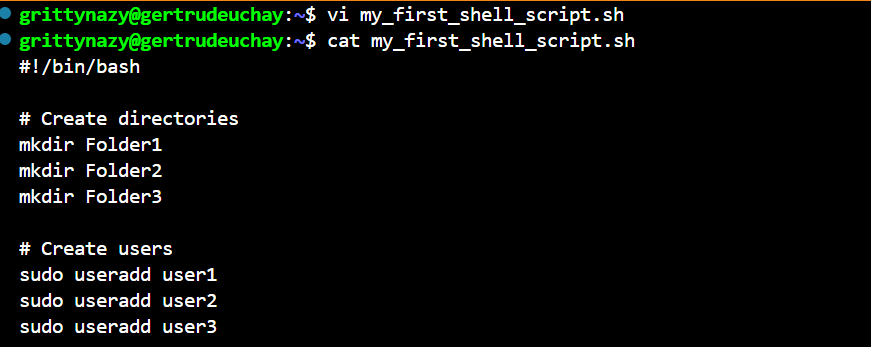 grittynazy@gertrudeuchay:~$ vi my_first_shell_script.sh
grittynazy@gertrudeuchay:~$ cat my_first_shell_script.sh
#!/bin/bash
# Create directories
mkdir Folder1
mkdir Folder2
mkdir Folder3
# Create users
sudo useradd user1
sudo useradd user2
sudo useradd user3